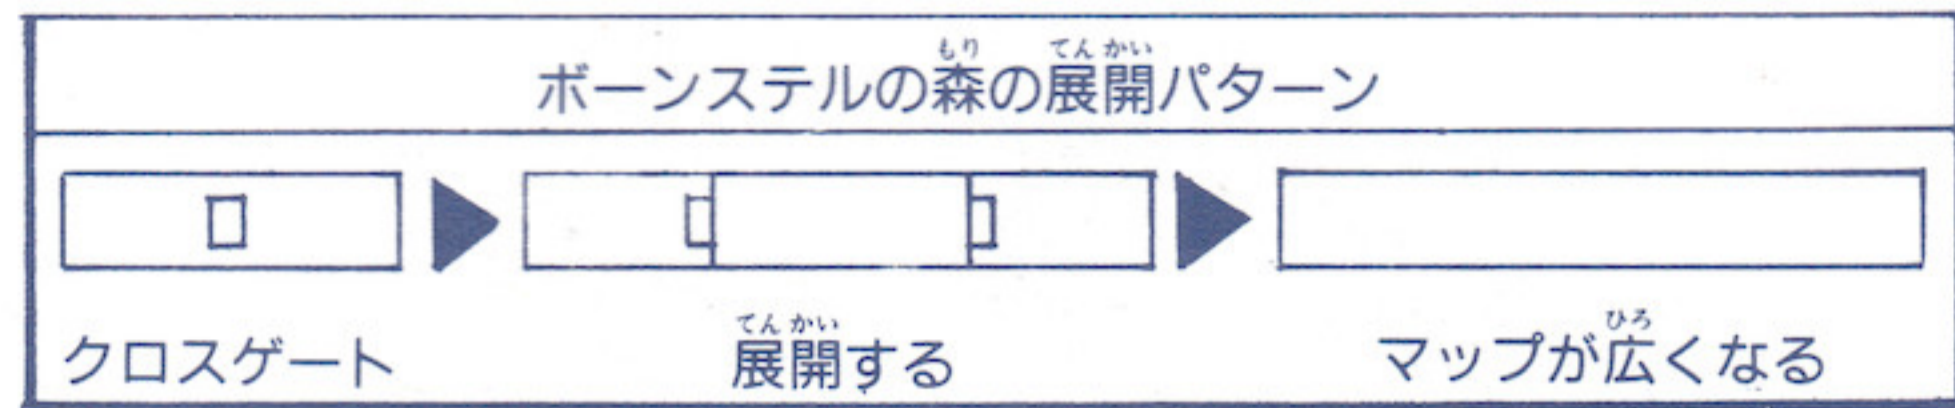 ボーンステルの森の展開パターン
もり
てんかい
クロスゲート
展開する
てんかい
マップが広くなる
ひろ